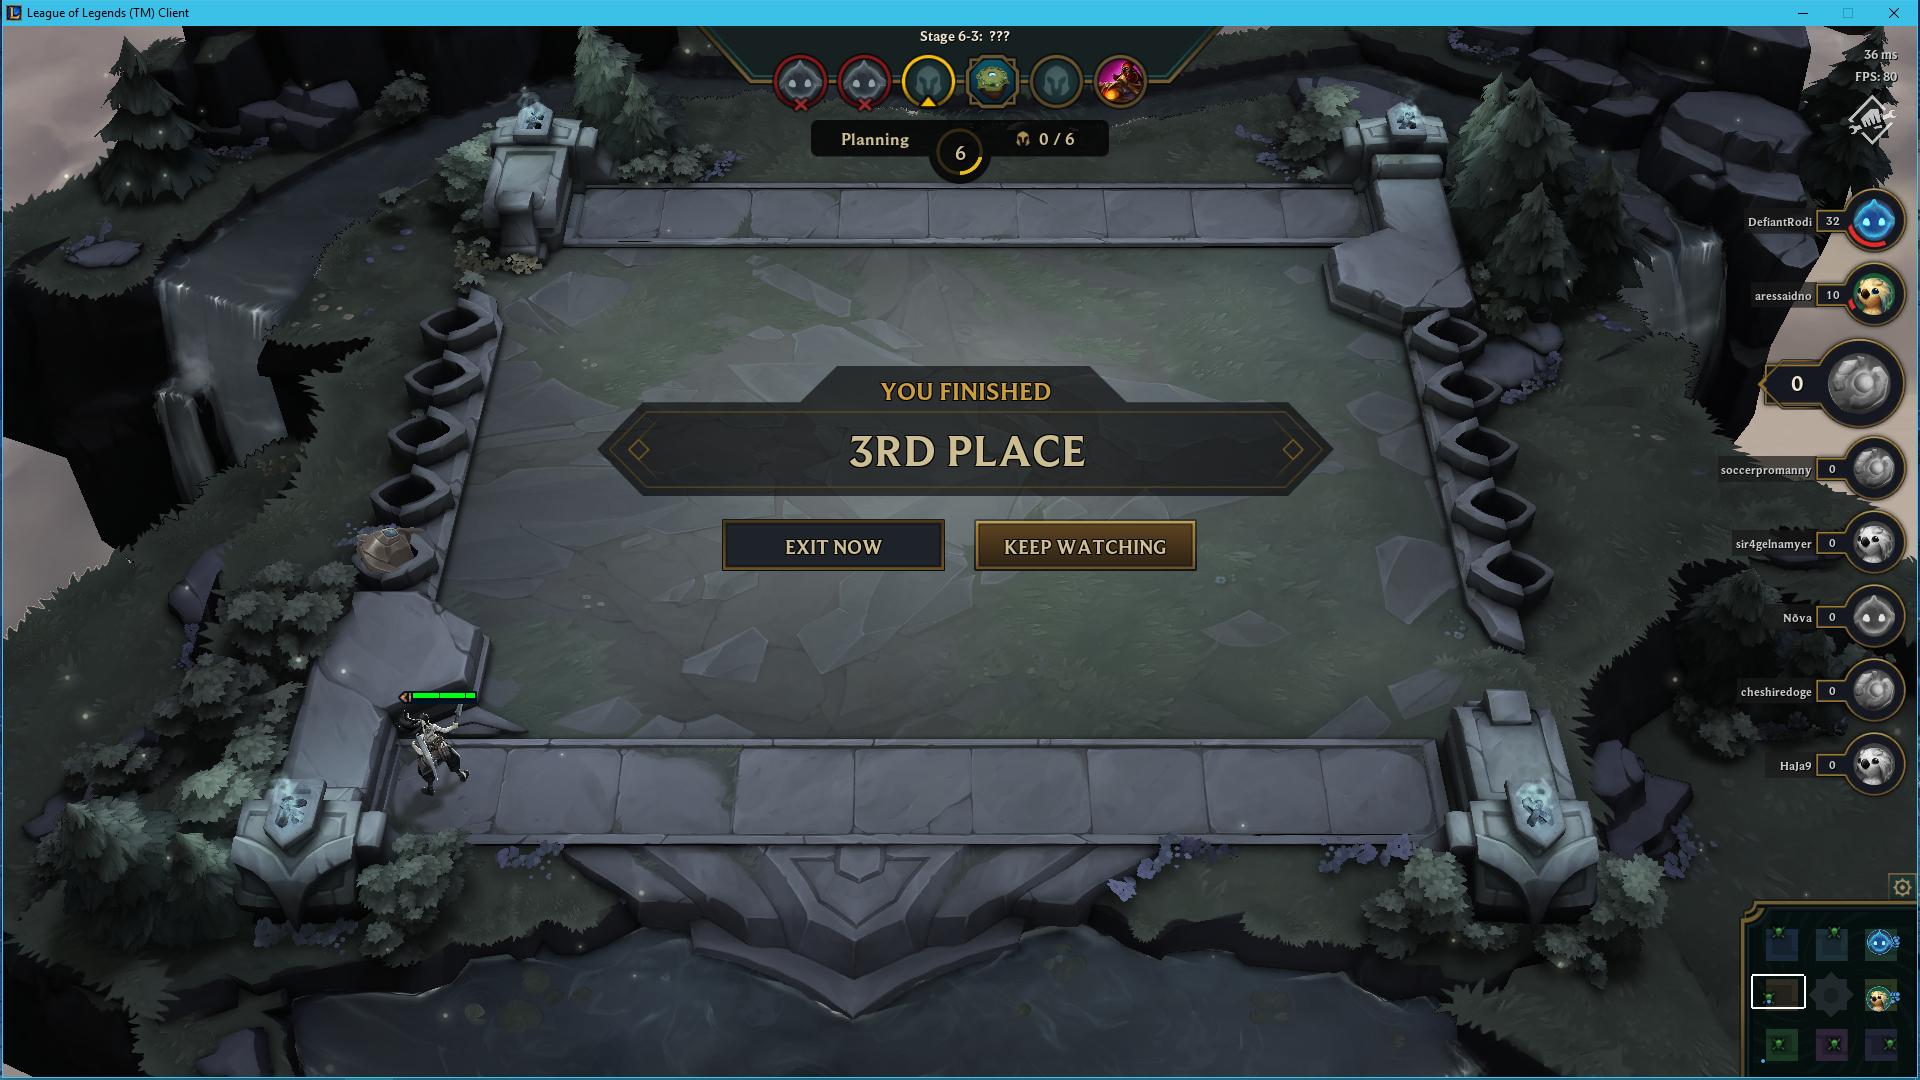 League of Legends (TM) Client
Stage 6-3: ???
36 ms
FPS: 80
Planning
6
0 / 6
DefiantRodi 32
aressaidno 10
0
YOU FINISHED
3RD PLACE
EXIT NOW
KEEP WATCHING
soccerpromanny 0
sir4gelnamyer 0
Nõva 0
cheshiredoge 0
HaJa9 0